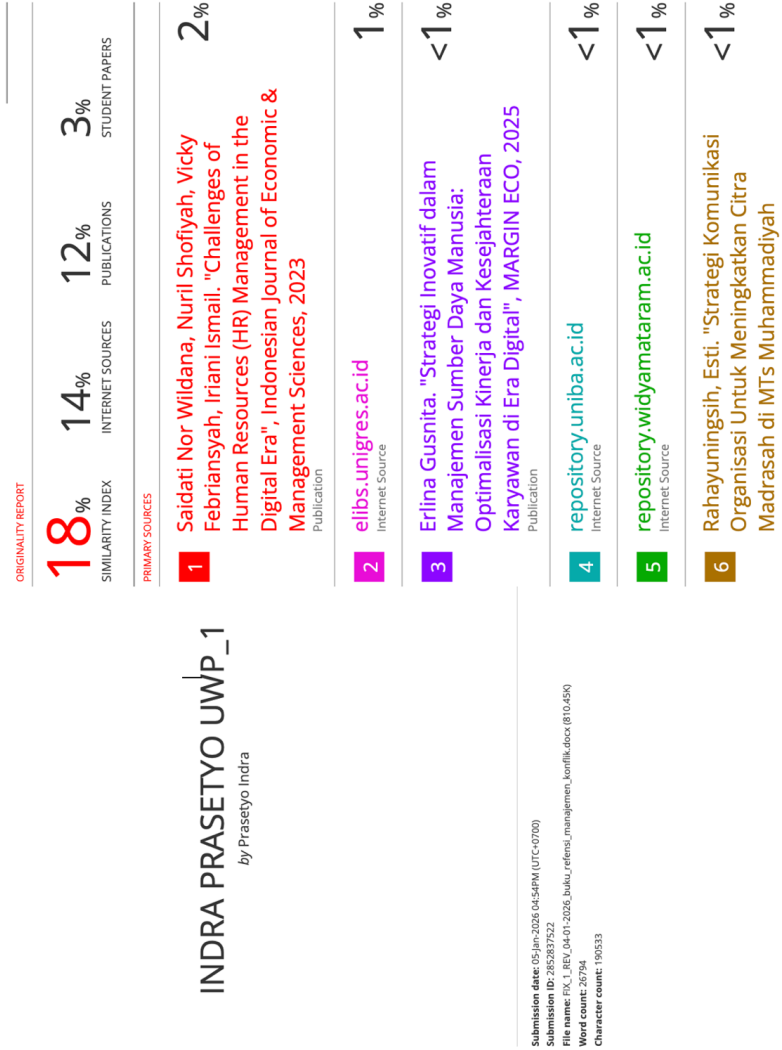 INDRA PRASETYO UWP_1
by Prasetyo Indra
Submission date: 05-Jan-2026 04:54PM (UTC+0700)
Submission ID: 2852837522
File name: FIX_1_REV_04-01-2026_buku_refensi_manajemen_konflik.docx (810.45K)
Word count: 26794
Character count: 190533
ORIGINALITY REPORT
18%
SIMILARITY INDEX
14%
INTERNET SOURCES
12%
PUBLICATIONS
3%
STUDENT PAPERS
PRIMARY SOURCES
1
Saidati Nor Wildana, Nuril Shofiyah, Vicky
Febriansyah, Iriani Ismail. "Challenges of
Human Resources (HR) Management in the
Digital Era", Indonesian Journal of Economic &
Management Sciences, 2023
Publication
2%
2
elibs.unigres.ac.id
Internet Source
1%
3
Erlina Gusnita. "Strategi Inovatif dalam
Manajemen Sumber Daya Manusia:
Optimalisasi Kinerja dan Kesejahteraan
Karyawan di Era Digital", MARGIN ECO, 2025
Publication
<1%
4
repository.uniba.ac.id
Internet Source
<1%
5
repository.widyamataram.ac.id
Internet Source
<1%
6
Rahayuningsih, Esti. "Strategi Komunikasi
Organisasi Untuk Meningkatkan Citra
Madrasah di MTs Muhammadiyah
<1%